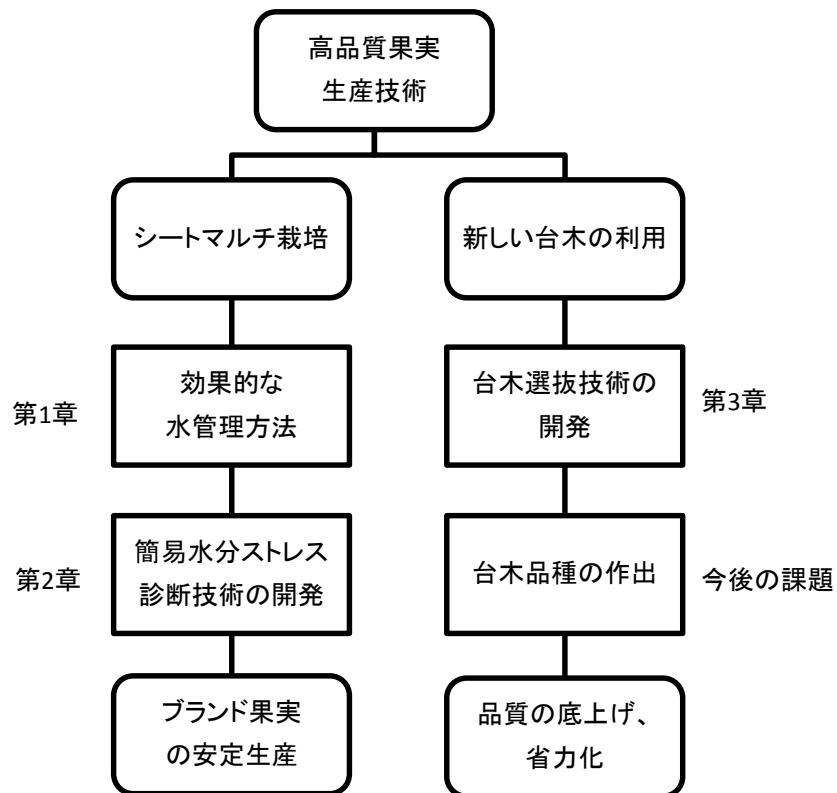 高品質果実
生産技術
シートマルチ栽培
新しい台木の利用
第1章
効果的な
水管理方法
台木選抜技術の
開発
第3章
第2章
簡易水分ストレス
診断技術の開発
台木品種の作出
今後の課題
ブランド果実
の安定生産
品質の底上げ、
省力化